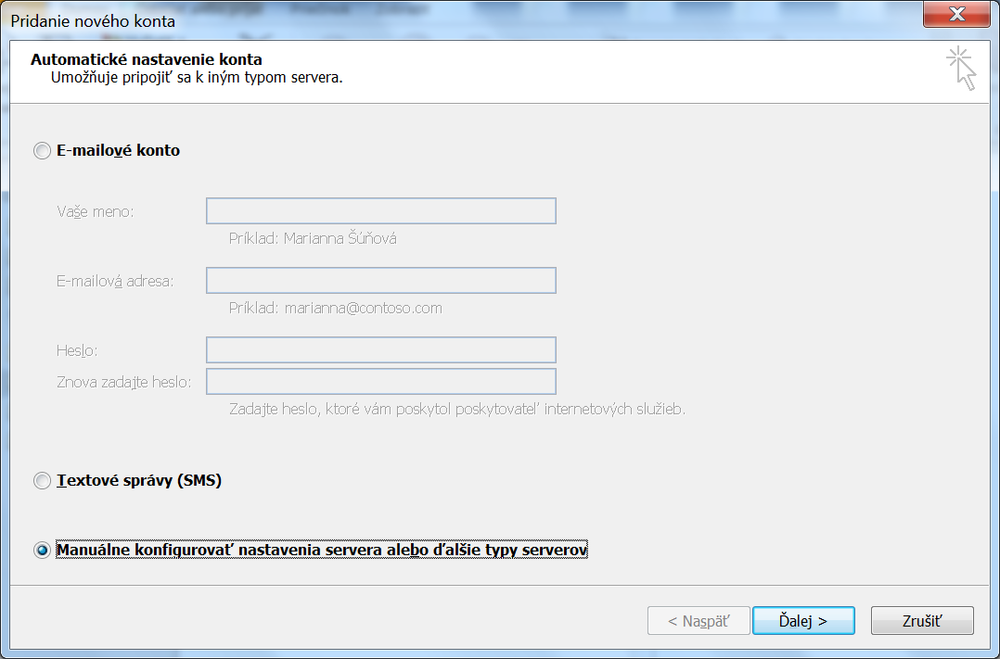 Pridanie nového konta
Automatické nastavenie konta
Umožňuje pripojiť sa k iným typom servera.
E-mailové konto
Vaše meno:
Príklad: Marianna Šúňová
E-mailová adresa:
Príklad: marianna@contoso.com
Heslo:
Znova zadajte heslo:
Zadajte heslo, ktoré vám poskytol poskytovateľ internetových služieb.
Textové správy (SMS)
Manuálne konfigurovať nastavenia servera alebo ďalšie typy serverov
< Naspäť
Ďalej >
Zrušiť